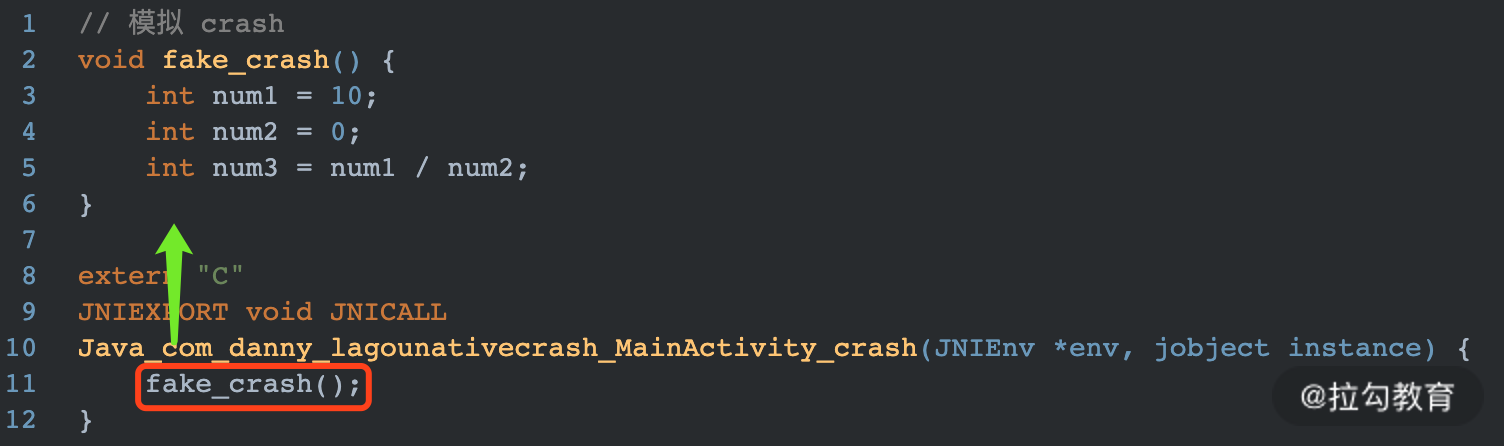 1 // 模拟 crash
2 void fake_crash() {
3     int num1 = 10;
4     int num2 = 0;
5     int num3 = num1 / num2;
6 }
7
8 extern "C"
9 JNIEXPORT void JNICALL
10 Java_com_danny_lagounativecrash_MainActivity_crash(JNIEnv *env, jobject instance) {
11     fake_crash();
12 }
@拉勾教育